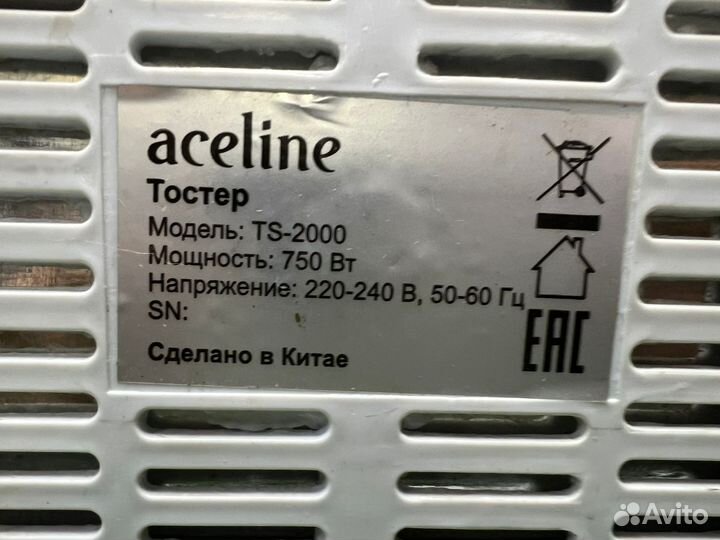 aceline
Тостер
Модель: TS-2000
Мощность: 750 Вт
Напряжение: 220-240 В, 50-60 Гц
SN:
Сделано в Китае
EAC
Avito